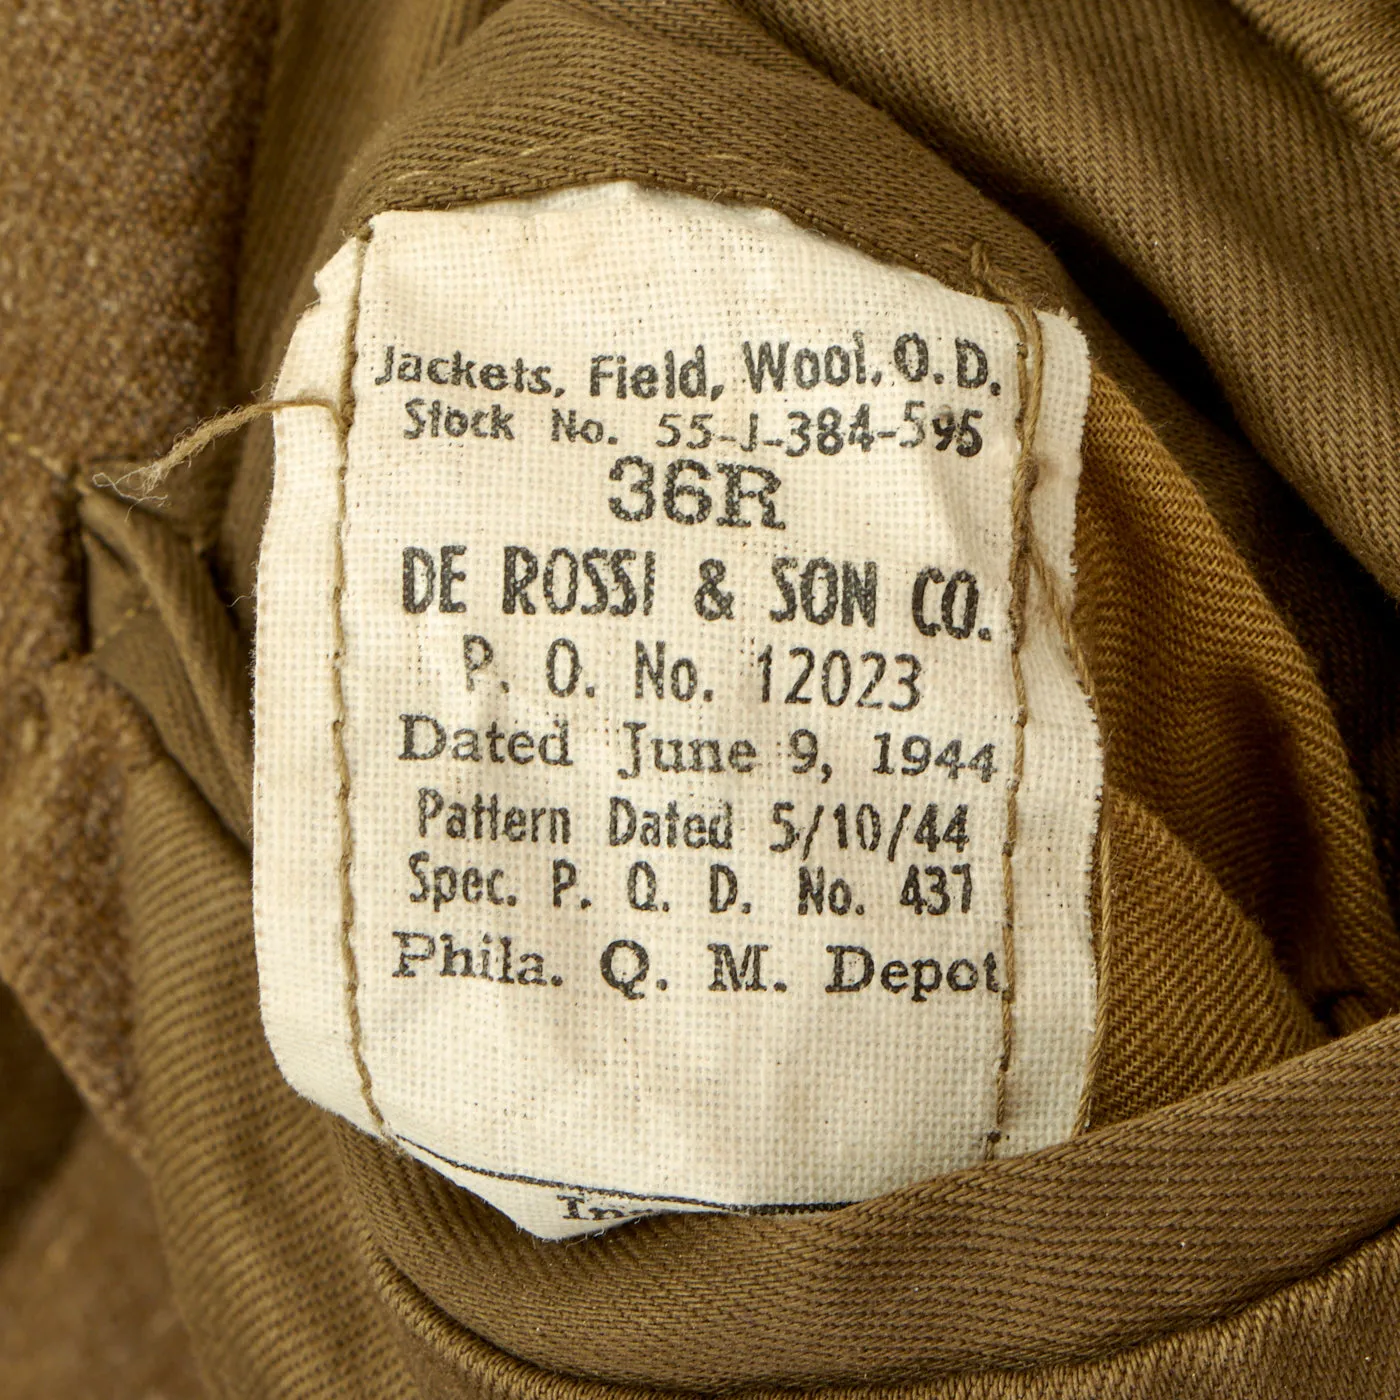 Jackets, Field, Wool, O.D.
Stock No. 55-J-384-595
36R
DE ROSSI & SON CO.
P. O. No. 12023
Dated June 9, 1944
Pattern Dated 5/10/44
Spec. P. Q. D. No. 437
Phila. Q. M. Depot